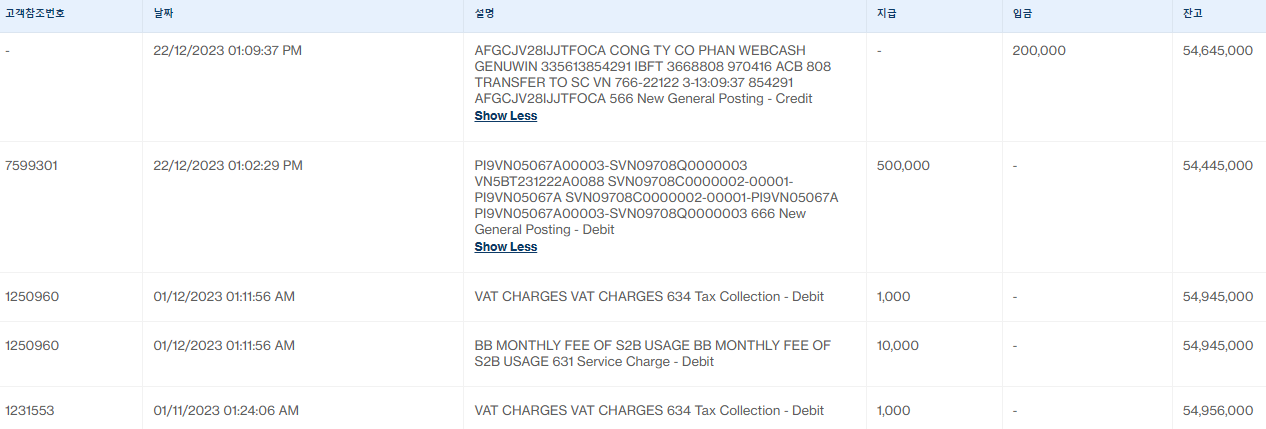 고객참조번호 날짜 설명 지급 입금 잔고
- 22/12/2023 01:09:37 PM AFGCJV28IJJTFOCA CONG TY CO PHAN WEBCASH - 200,000 54,645,000
GENUWIN 335613854291 IBFT 3668808 970416 ACB 808
TRANSFER TO SC VN 766-22122 3-13:09:37 854291
AFGCJV28IJJTFOCA 566 New General Posting - Credit
Show Less
7599301 22/12/2023 01:02:29 PM PI9VN05067A00003-SVN09708Q0000003 500,000 - 54,445,000
VN5BT231222A0088 SVN09708C0000002-00001-
PI9VN05067A SVN09708C0000002-00001-PI9VN05067A
PI9VN05067A00003-SVN09708Q0000003 666 New
General Posting - Debit
Show Less
1250960 01/12/2023 01:11:56 AM VAT CHARGES VAT CHARGES 634 Tax Collection - Debit 1,000 - 54,945,000
1250960 01/12/2023 01:11:56 AM BB MONTHLY FEE OF S2B USAGE BB MONTHLY FEE OF 10,000 - 54,945,000
S2B USAGE 631 Service Charge - Debit
1231553 01/11/2023 01:24:06 AM VAT CHARGES VAT CHARGES 634 Tax Collection - Debit 1,000 - 54,956,000